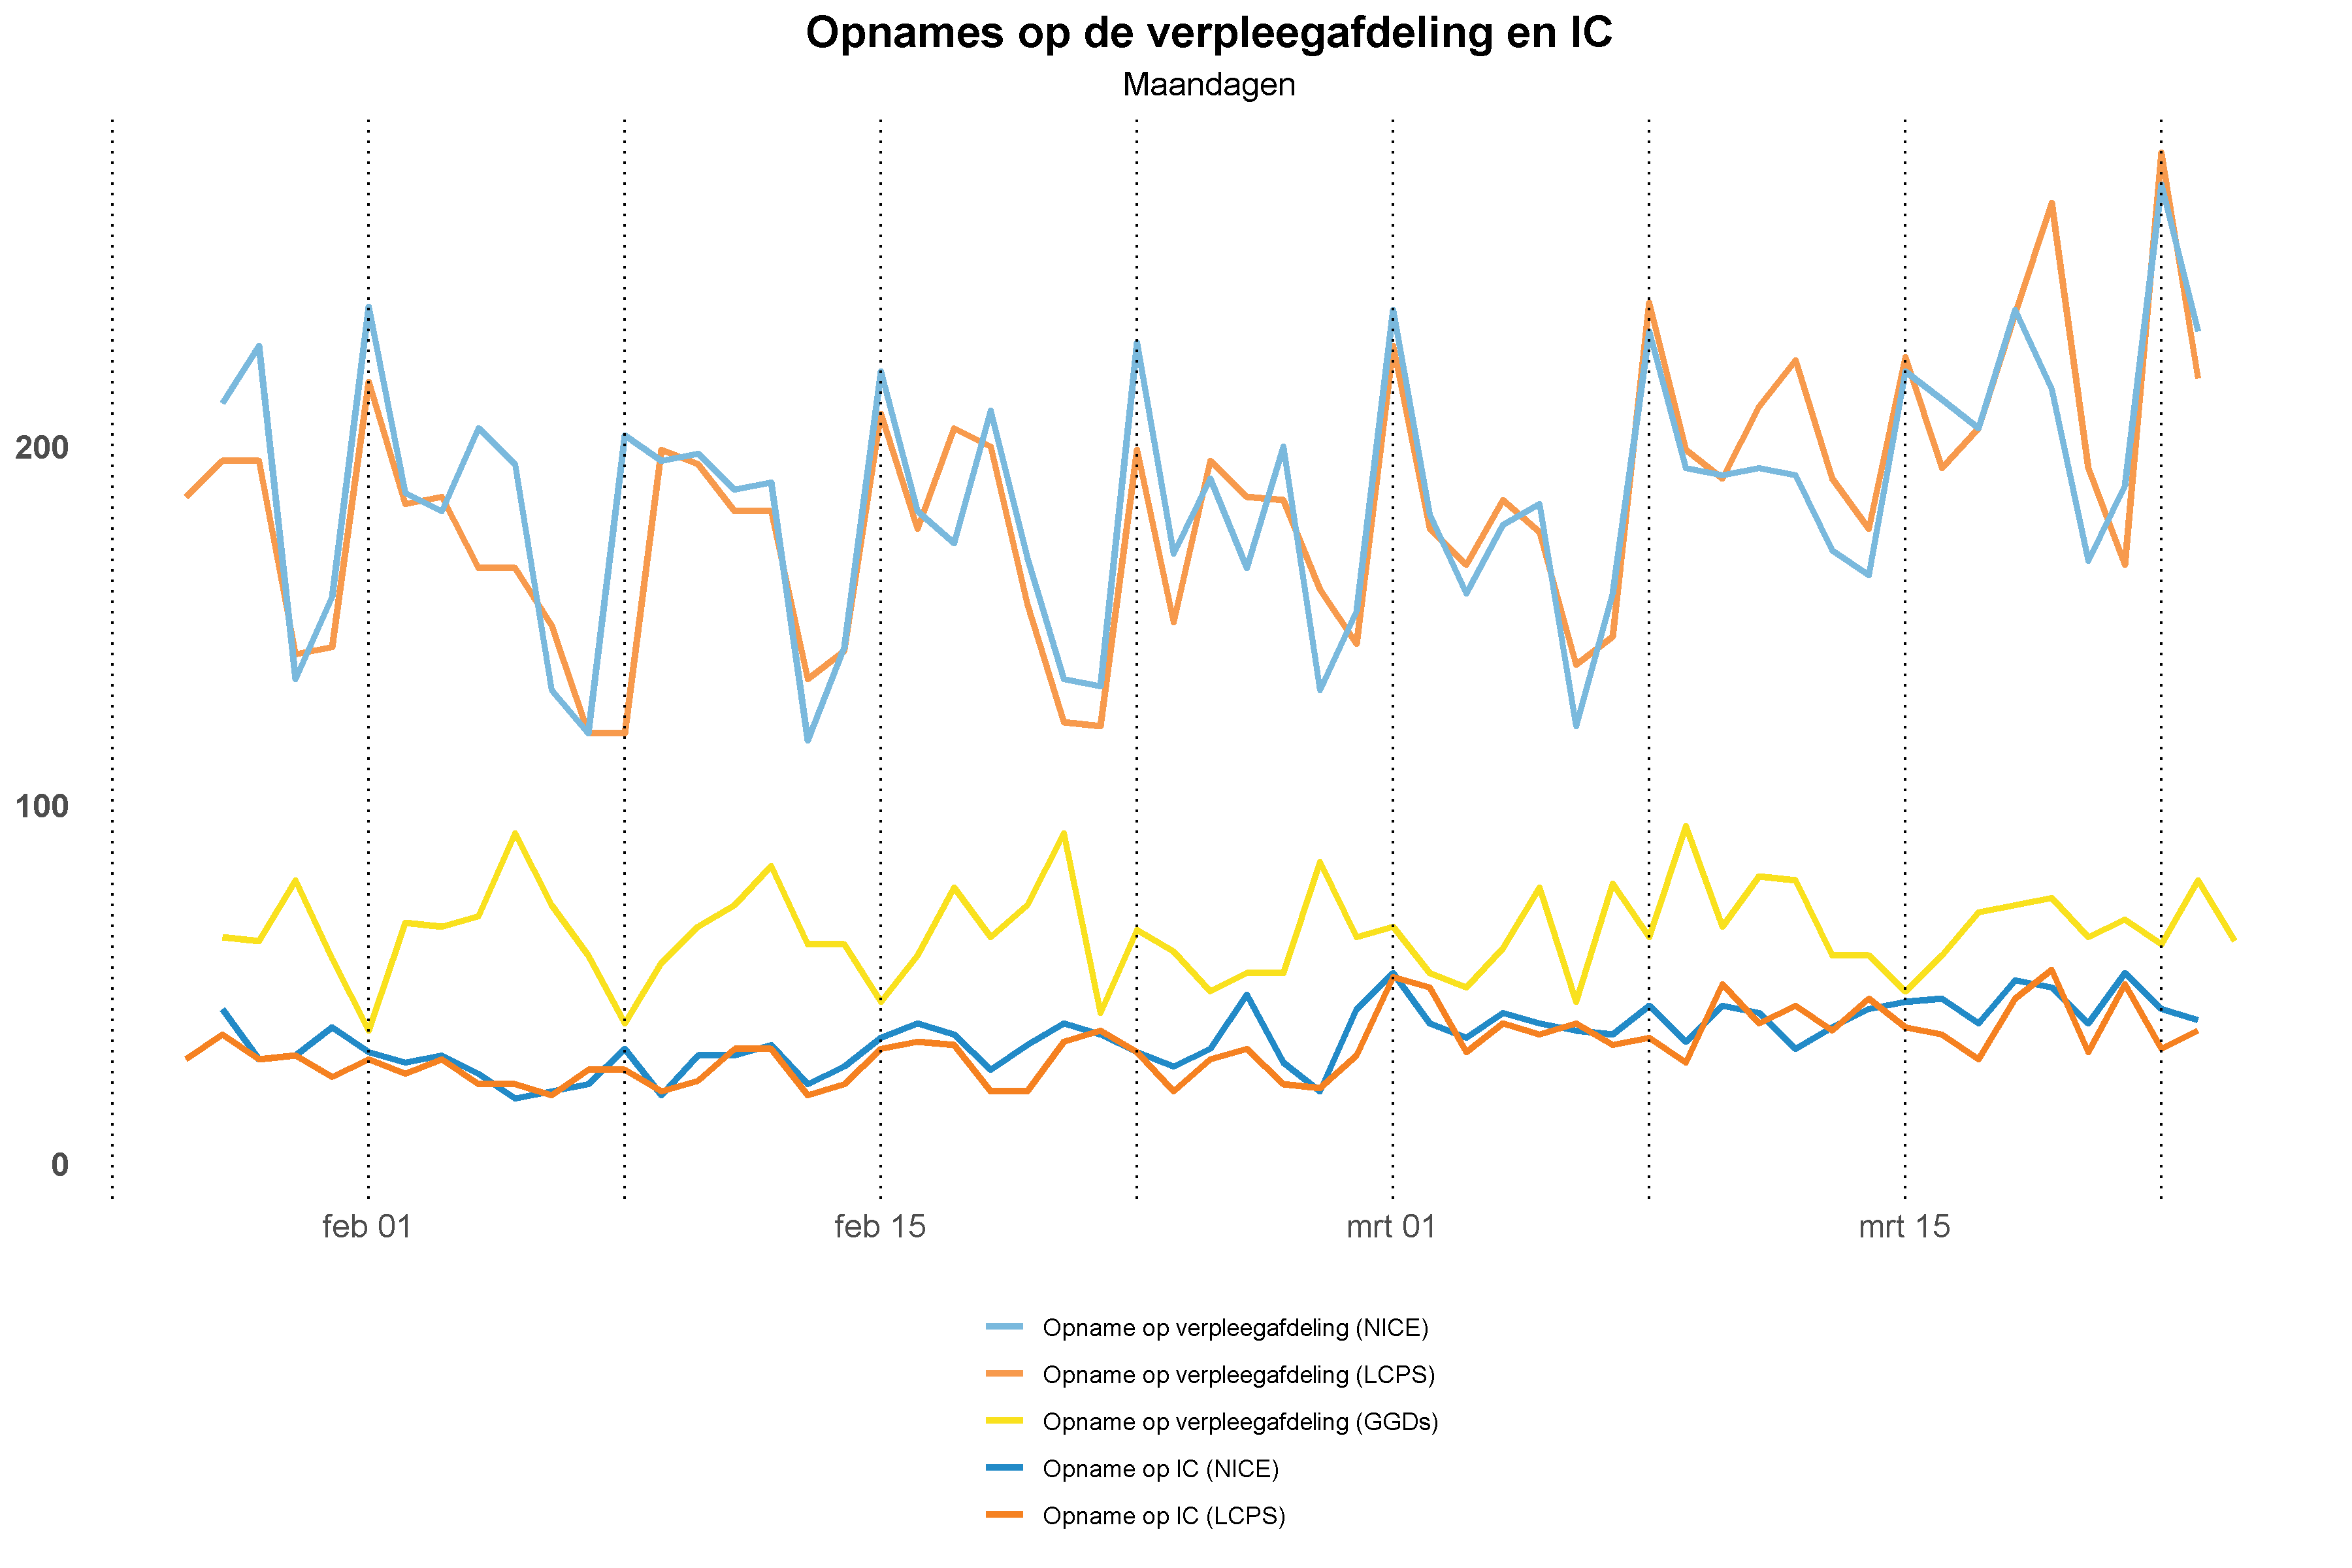 Opnames op de verpleegafdeling en IC
Maandagen
200
100
0
feb 01
feb 15
mrt 01
mrt 15
Opname op verpleegafdeling (NICE)
Opname op verpleegafdeling (LCPS)
Opname op verpleegafdeling (GGDs)
Opname op IC (NICE)
Opname op IC (LCPS)